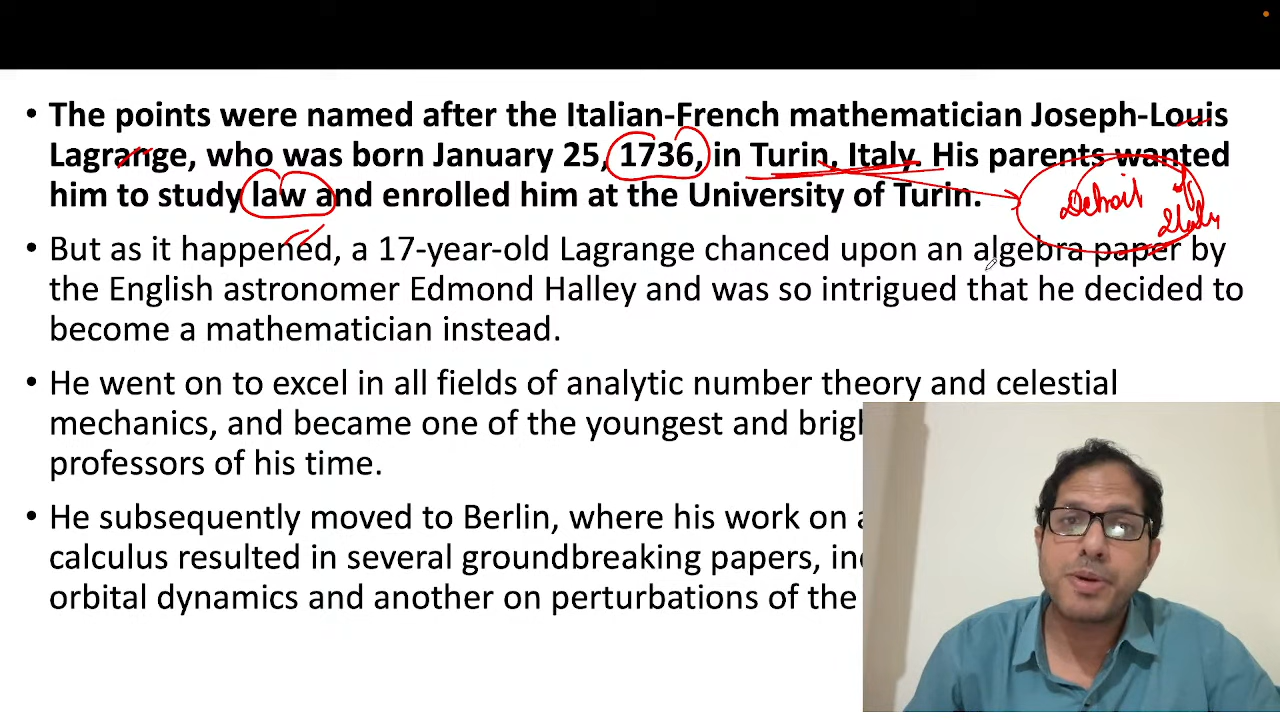 • The points were named after the Italian-French mathematician Joseph-Louis
Lagrange, who was born January 25, 1736, in Turin, Italy. His parents wanted
him to study law and enrolled him at the University of Turin.
Detroit of
Italy
• But as it happened, a 17-year-old Lagrange chanced upon an algebra paper by
the English astronomer Edmond Halley and was so intrigued that he decided to
become a mathematician instead.
• He went on to excel in all fields of analytic number theory and celestial
mechanics, and became one of the youngest and brigh
professors of his time.
• He subsequently moved to Berlin, where his work on a
calculus resulted in several groundbreaking papers, in
orbital dynamics and another on perturbations of the